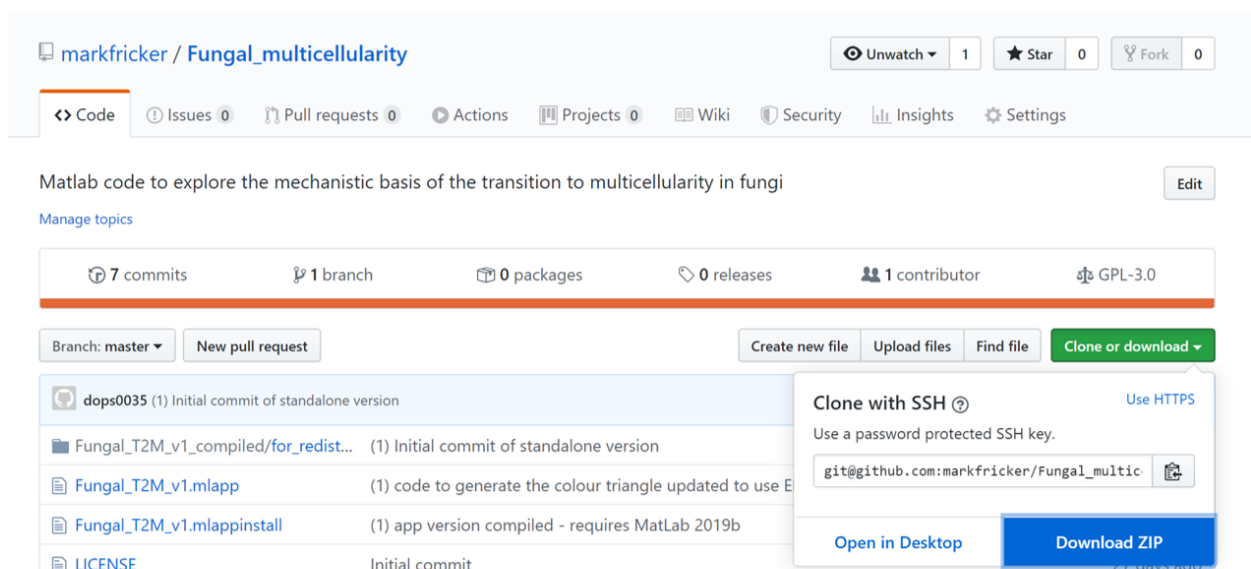 markfricker / Fungal_multicellularity
Unwatch 1 Star 0 Fork 0
Code Issues 0 Pull requests 0 Actions Projects 0 Wiki Security Insights Settings
Matlab code to explore the mechanistic basis of the transition to multicellularity in fungi
Edit
Manage topics
7 commits 1 branch 0 packages 0 releases 1 contributor GPL-3.0
Branch: master New pull request Create new file Upload files Find file Clone or download
dops0035 (1) Initial commit of standalone version
Fungal_T2M_v1_compiled/for_redist... (1) Initial commit of standalone version
Fungal_T2M_v1.mlapp (1) code to generate the colour triangle updated to use E
Fungal_T2M_v1.mlappinstall (1) app version compiled - requires MatLab 2019b
LICENSE Initial commit
Clone with SSH Use HTTPS
Use a password protected SSH key.
git@github.com:markfricker/Fungal_multic
Open in Desktop Download ZIP
days ago